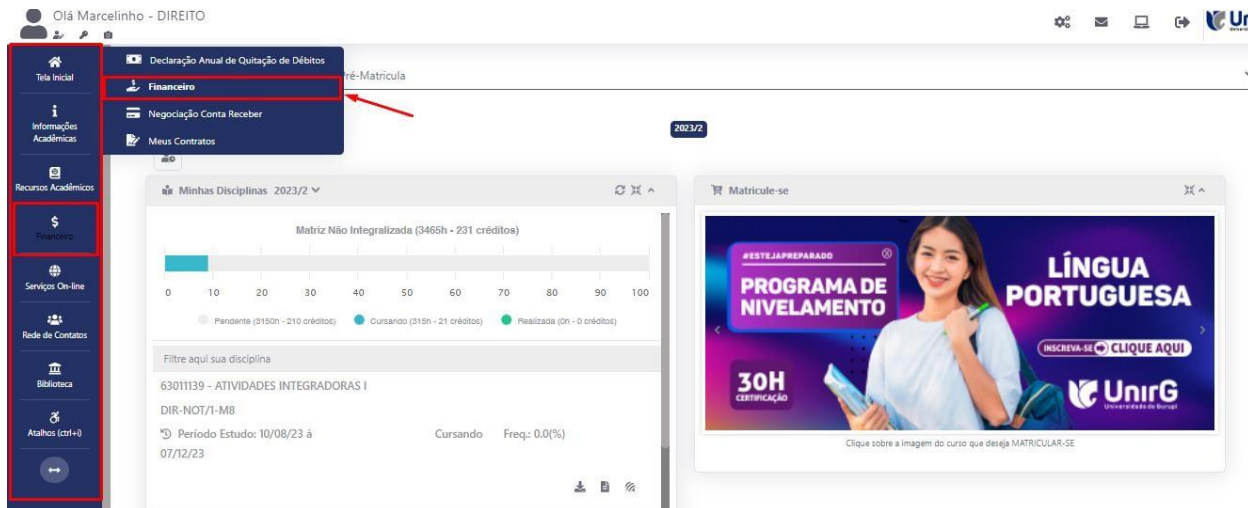 Olá Marcelinho - DIREITO
Tela Inicial
Informações
Acadêmicas
Recursos Acadêmicos
Financeiro
Serviços On-line
Rede de Contatos
Biblioteca
Atalhos (ctrl+i)
Declaração Anual de Quitação de Débitos
Financeiro
Negociação Conta Receber
Meus Contratos
Pré-Matrícula
2023/2
Minhas Disciplinas 2023/2
Matriz Não Integralizada (3465h - 231 créditos)
0 10 20 30 40 50 60 70 80 90 100
Pendente (3150h - 210 créditos) Cursando (315h - 21 créditos) Realizada (0h - 0 créditos)
Filtre aqui sua disciplina
63011139 - ATIVIDADES INTEGRADORAS I
DIR-NOT/1-M8
Período Estudo: 10/08/23 à Cursando Freq.: 0.0(%)
07/12/23
Matricule-se
#ESTEJAPREPARADO
PROGRAMA DE
NIVELAMENTO
30H
CERTIFICAÇÃO
LÍNGUA
PORTUGUESA
INSCREVA-SE CLIQUE AQUI
UnirG
Universidade de Gurupi
Clique sobre a imagem do curso que deseja MATRICULAR-SE